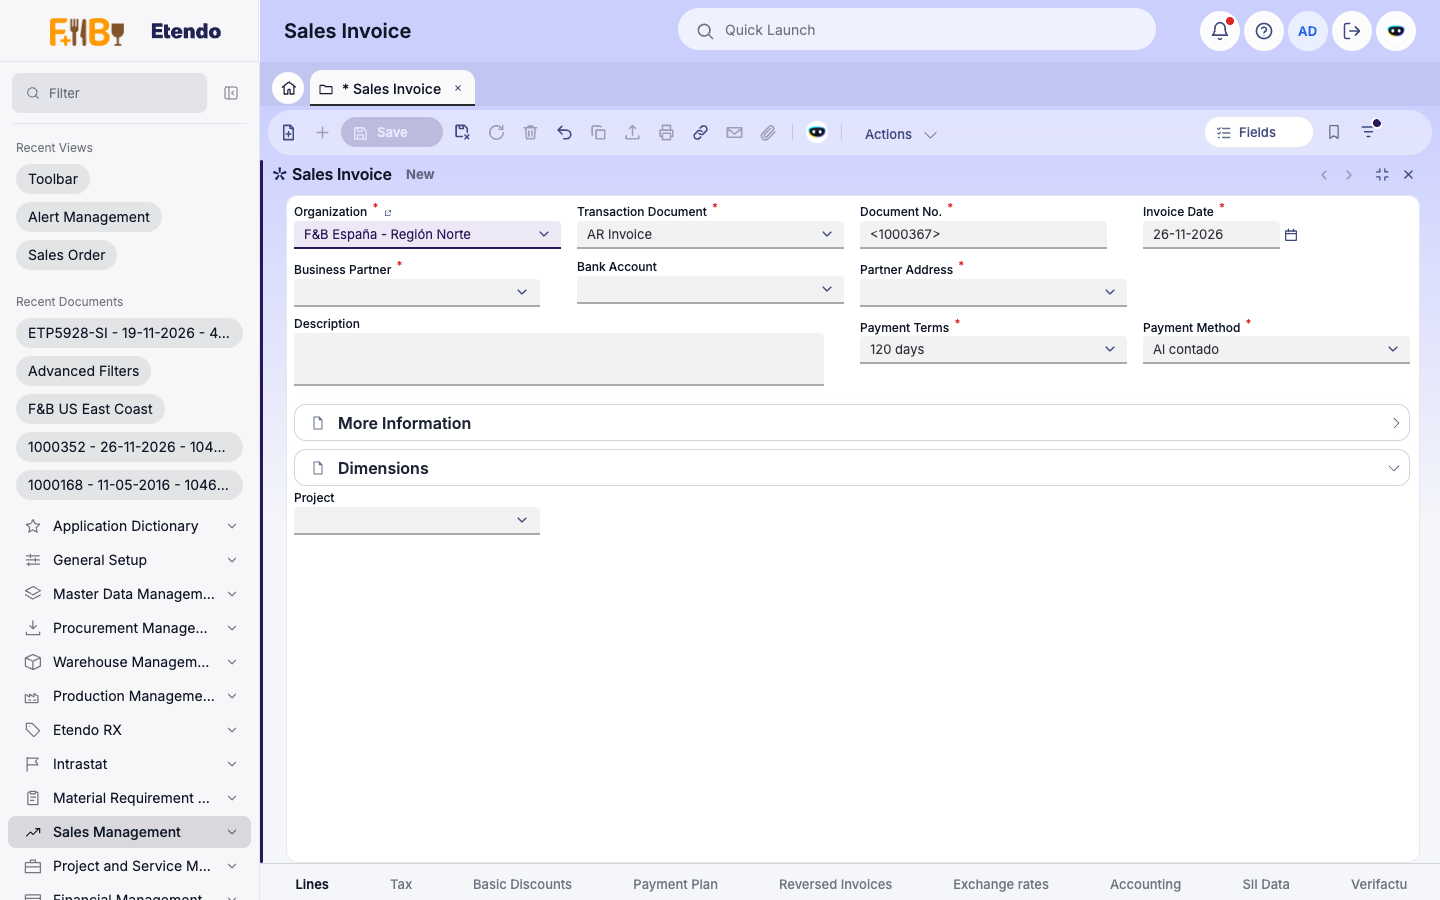 F&B Etendo
Sales Invoice
Quick Launch
AD
Filter
* Sales Invoice ×
Save
Actions
Fields
Recent Views
Toolbar
Alert Management
Sales Order
Recent Documents
ETP5928-SI - 19-11-2026 - 4...
Advanced Filters
F&B US East Coast
1000352 - 26-11-2026 - 104...
1000168 - 11-05-2016 - 1046...
Application Dictionary
General Setup
Master Data Managem...
Procurement Manage...
Warehouse Managem...
Production Manageme...
Etendo RX
Intrastat
Material Requirement ...
Sales Management
Project and Service M...
Financial Management
Sales Invoice New
Organization *
F&B España - Región Norte
Transaction Document *
AR Invoice
Document No. *
<1000367>
Invoice Date *
26-11-2026
Business Partner *
Bank Account
Partner Address *
Description
Payment Terms *
120 days
Payment Method *
Al contado
More Information
Dimensions
Project
Lines Tax Basic Discounts Payment Plan Reversed Invoices Exchange rates Accounting SII Data Verifactu